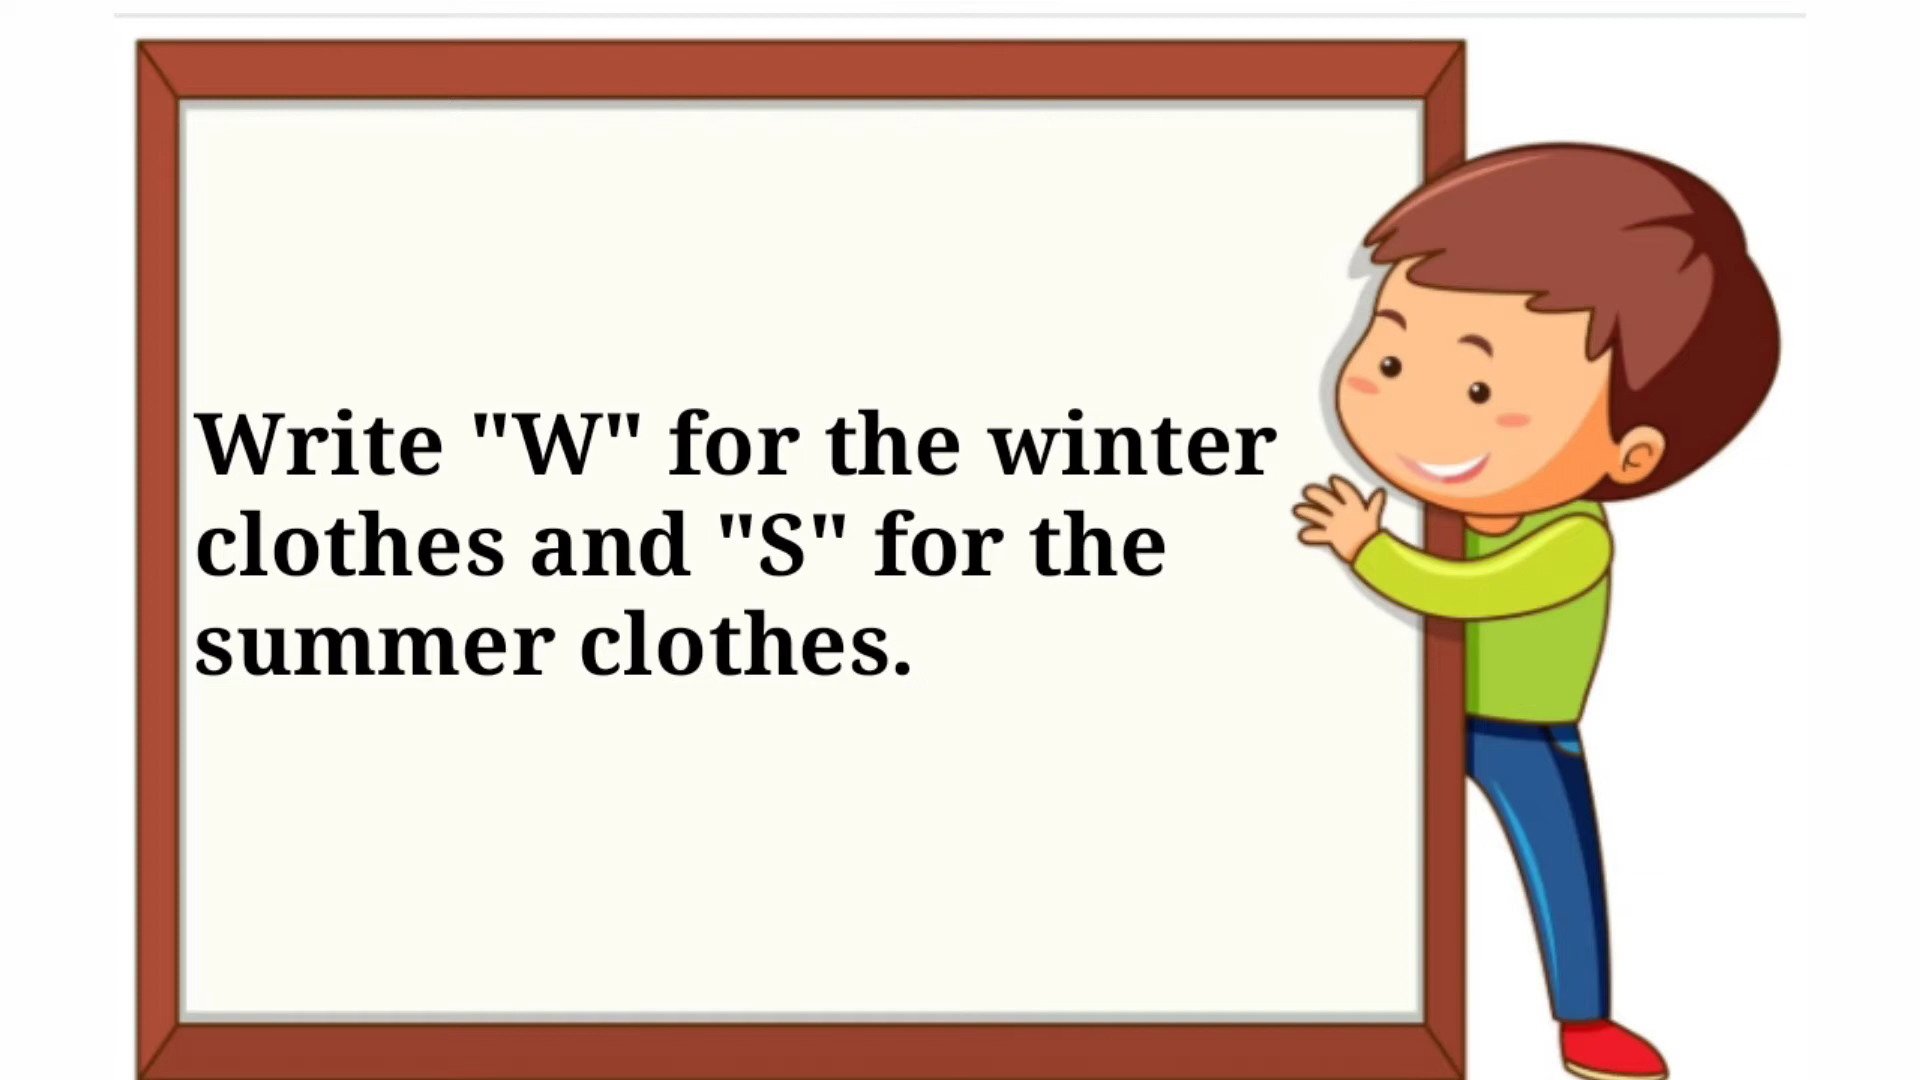 Write "W" for the winter
clothes and "S" for the
summer clothes.